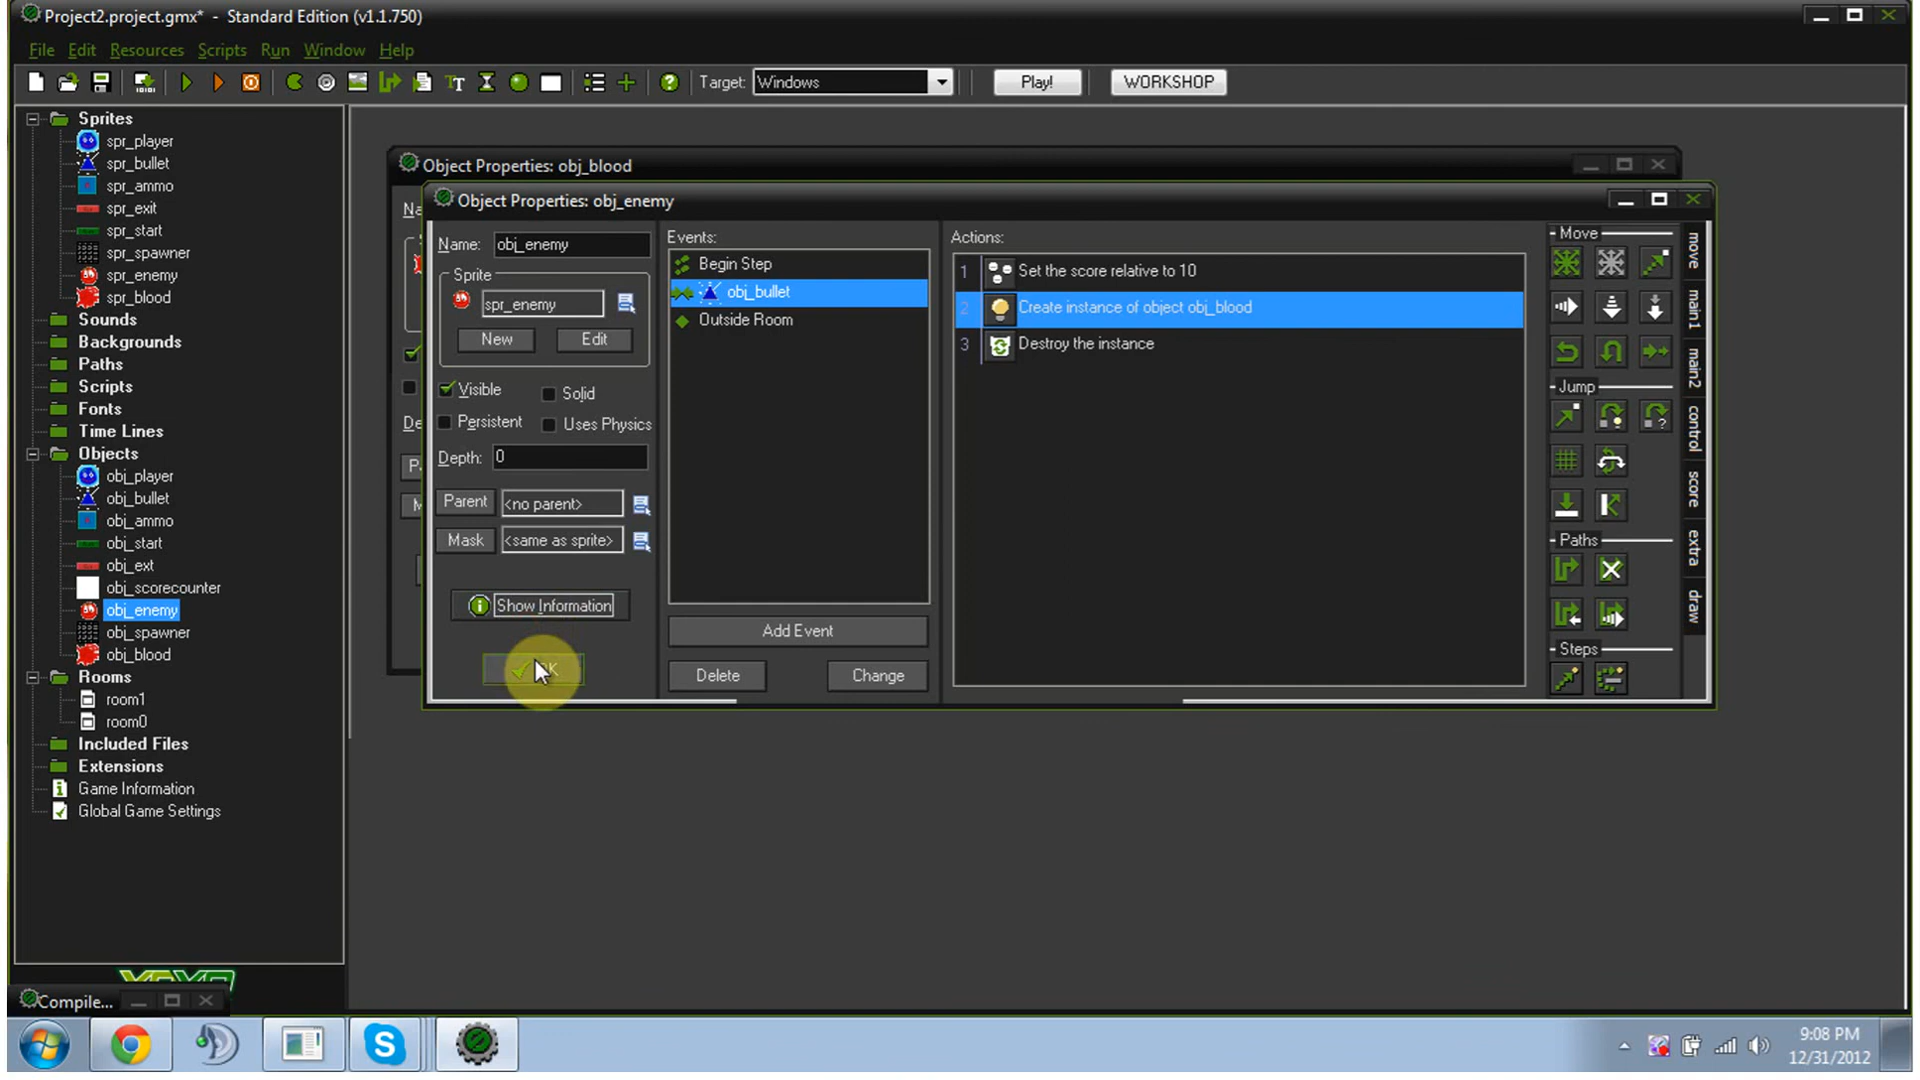 Project2.project.gmx* - Standard Edition (v1.1.750)
File Edit Resources Scripts Run Window Help
Target: Windows Play! WORKSHOP
Sprites
spr_player
spr_bullet
spr_ammo
spr_exit
spr_start
spr_spawner
spr_enemy
spr_blood
Sounds
Backgrounds
Paths
Scripts
Fonts
Time Lines
Objects
obj_player
obj_bullet
obj_ammo
obj_start
obj_ext
obj_scorecounter
obj_enemy
obj_spawner
obj_blood
Rooms
room1
room0
Included Files
Extensions
Game Information
Global Game Settings
Compile...
Object Properties: obj_blood
Object Properties: obj_enemy
Name: obj_enemy
Sprite
spr_enemy
New Edit
Visible Solid
Persistent Uses Physics
Depth: 0
Parent <no parent>
Mask <same as sprite>
Show Information
Events:
Begin Step
obj_bullet
Outside Room
Add Event
Delete Change
Actions:
1 Set the score relative to 10
2 Create instance of object obj_blood
3 Destroy the instance
Move
Jump
Paths
Steps
move
main1
main2
control
score
extra
draw
9:08 PM
12/31/2012